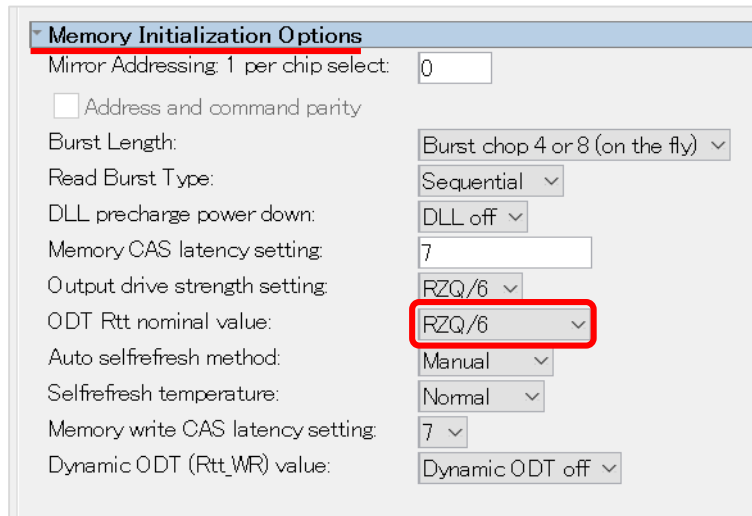 Memory Initialization Options
Mirror Addressing: 1 per chip select: 0
Address and command parity
Burst Length: Burst chop 4 or 8 (on the fly)
Read Burst Type: Sequential
DLL precharge power down: DLL off
Memory CAS latency setting: 7
Output drive strength setting: RZQ/6
ODT Rtt nominal value: RZQ/6
Auto selfrefresh method: Manual
Selfrefresh temperature: Normal
Memory write CAS latency setting: 7
Dynamic ODT (Rtt_WR) value: Dynamic ODT off